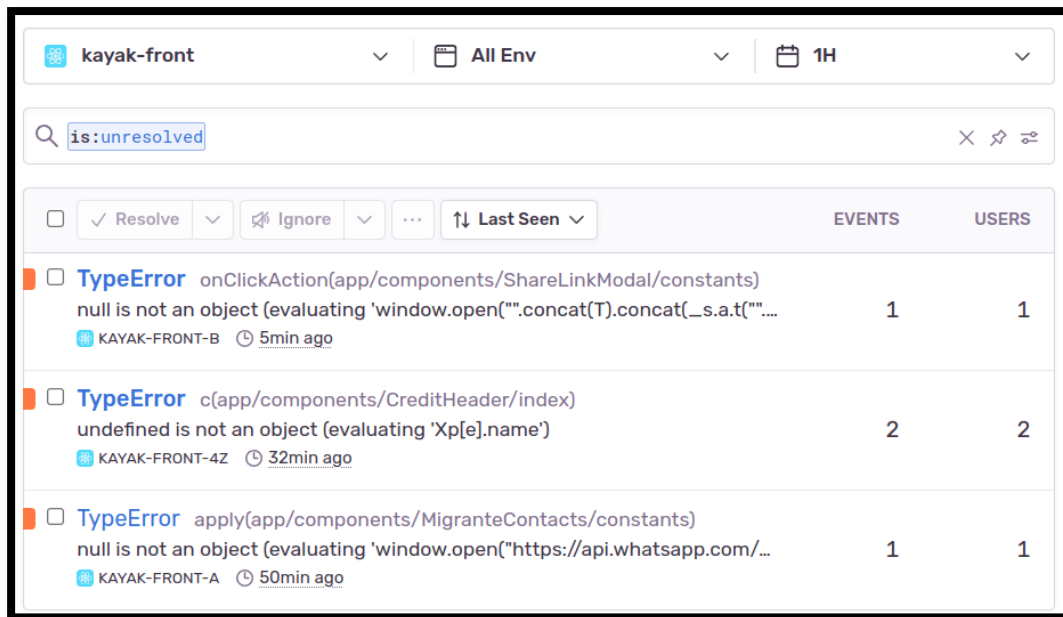 kayak-front All Env 1H
is:unresolved
Resolve Ignore ... Last Seen EVENTS USERS
TypeError onClickAction(app/components/ShareLinkModal/constants)
null is not an object (evaluating 'window.open("".concat(T).concat(_s.a.t("".... 1 1
KAYAK-FRONT-B 5min ago
TypeError c(app/components/CreditHeader/index)
undefined is not an object (evaluating 'Xp[e].name') 2 2
KAYAK-FRONT-4Z 32min ago
TypeError apply(app/components/MigranteContacts/constants)
null is not an object (evaluating 'window.open("https://api.whatsapp.com/... 1 1
KAYAK-FRONT-A 50min ago